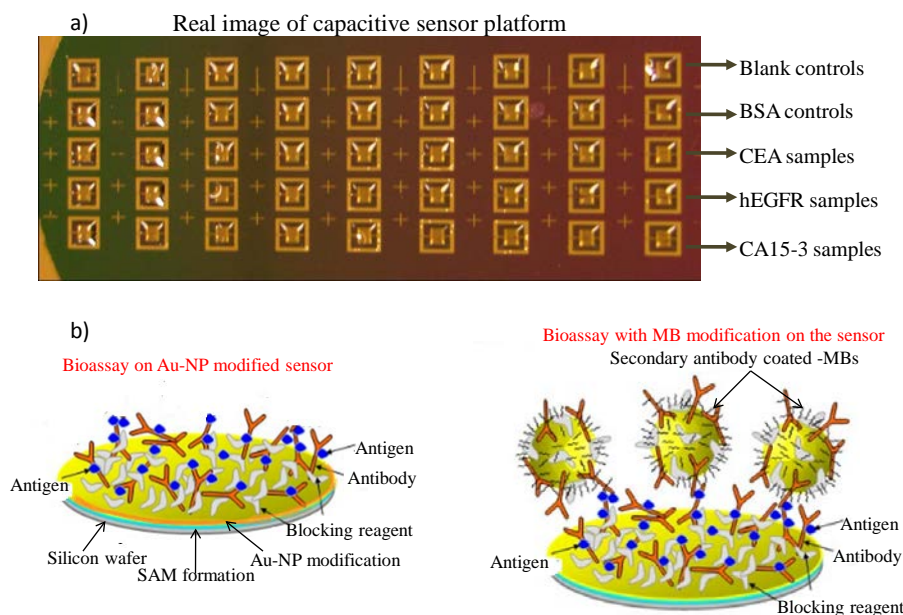 a) Real image of capacitive sensor platform
Blank controls
BSA controls
CEA samples
hEGFR samples
CA15-3 samples
b)
Bioassay on Au-NP modified sensor
Antigen
Antigen
Antibody
Blocking reagent
Silicon wafer
Au-NP modification
SAM formation
Bioassay with MB modification on the sensor
Secondary antibody coated -MBs
Antigen
Antigen
Antibody
Blocking reagent